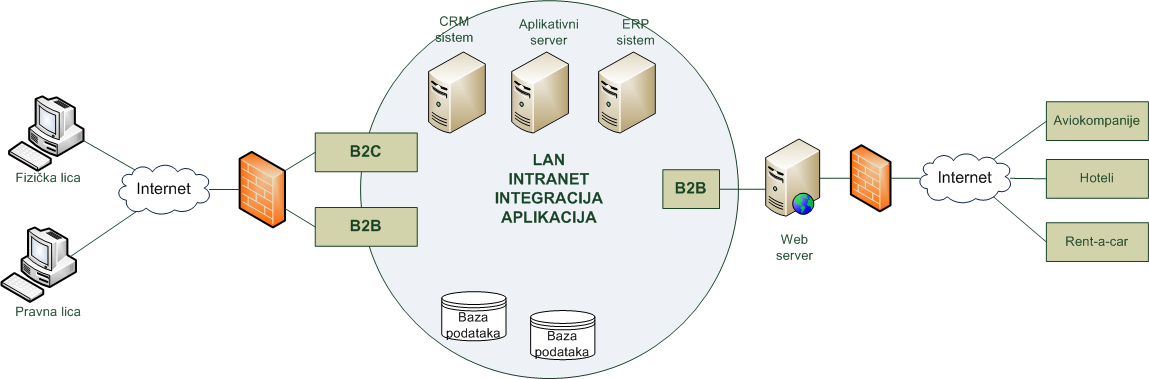 CRM
sistem
Aplikativni
server
ERP
sistem
Fizička lica
Internet
Pravna lica
B2C
B2B
LAN
INTRANET
INTEGRACIJA
APLIKACIJA
Baza
podataka
Baza
podataka
B2B
Web
server
Internet
Aviokompanije
Hoteli
Rent-a-car